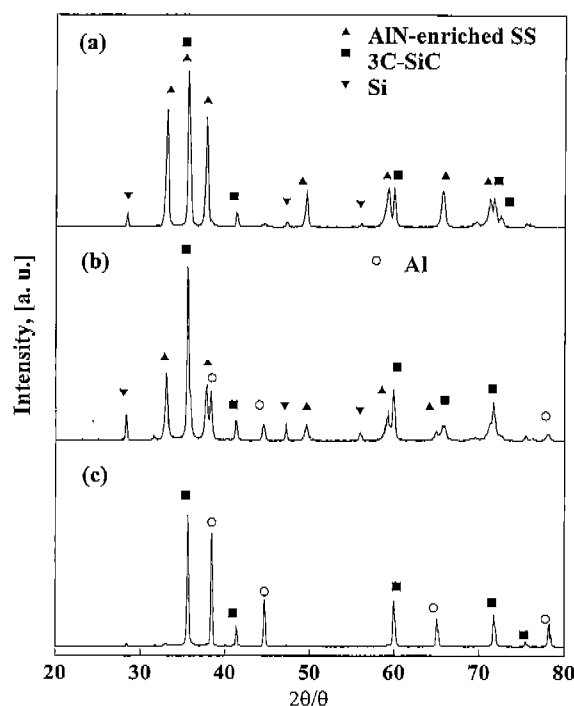 (a)
AlN-enriched SS
3C-SiC
Si
(b)
Al
(c)
Intensity, [a. u.]
20 30 40 50 60 70 80
2θ/θ